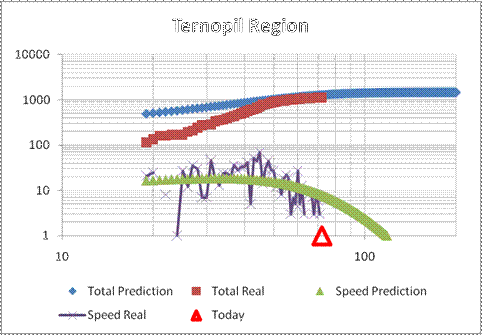 Ternopil Region
10000
1000
100
10
1
10 100
Total Prediction Total Real Speed Prediction
Speed Real Today